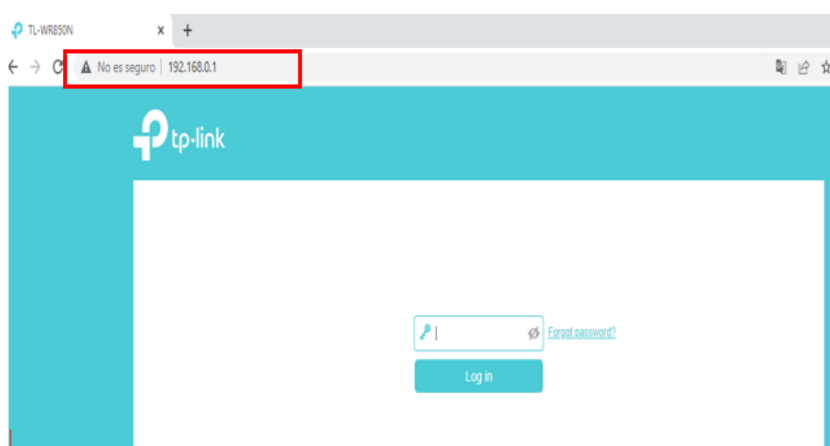 TL-WR850N
No es seguro 192.168.0.1
tp-link
Forgot password?
Log in